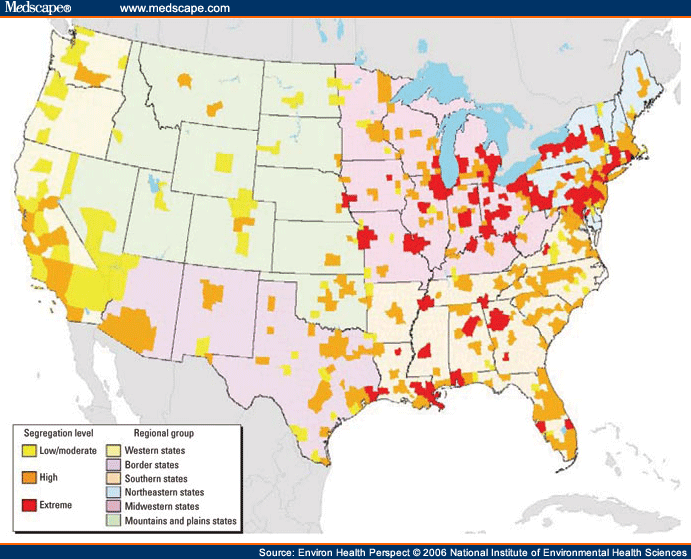 Medscape® www.medscape.com
Segregation level
Low/moderate
High
Extreme
Regional group
Western states
Border states
Southern states
Northeastern states
Midwestern states
Mountains and plains states
Source: Environ Health Perspect © 2006 National Institute of Environmental Health Sciences